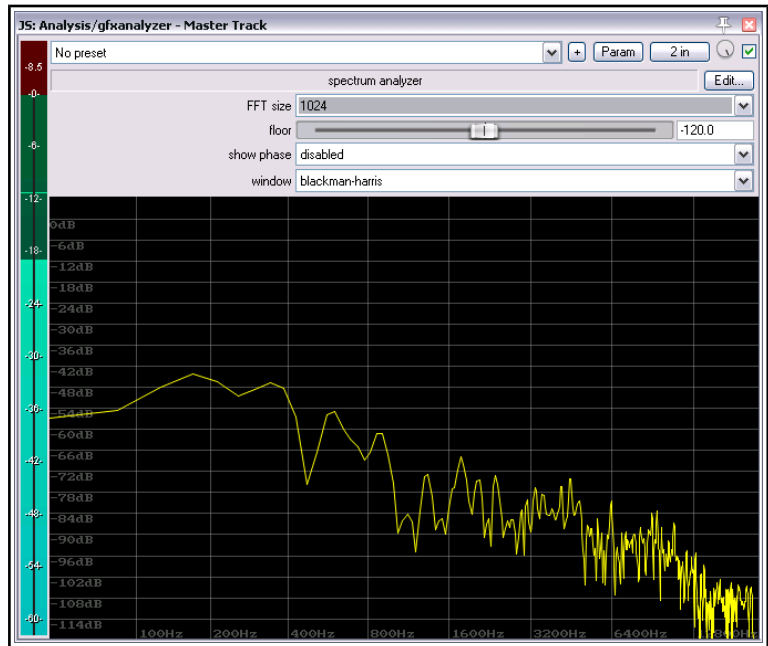 JS: Analysis/gfxanalyzer - Master Track
No preset
+
Param
2 in
spectrum analyzer
Edit...
FFT size 1024
floor -120.0
show phase disabled
window blackman-harris
-8.5
-0-
-6-
-12-
-18-
-24-
-30-
-36-
-42-
-48-
-54-
-60-
0dB
-6dB
-12dB
-18dB
-24dB
-30dB
-36dB
-42dB
-48dB
-54dB
-60dB
-66dB
-72dB
-78dB
-84dB
-90dB
-96dB
-102dB
-108dB
-114dB
100Hz 200Hz 400Hz 800Hz 1600Hz 3200Hz 6400Hz